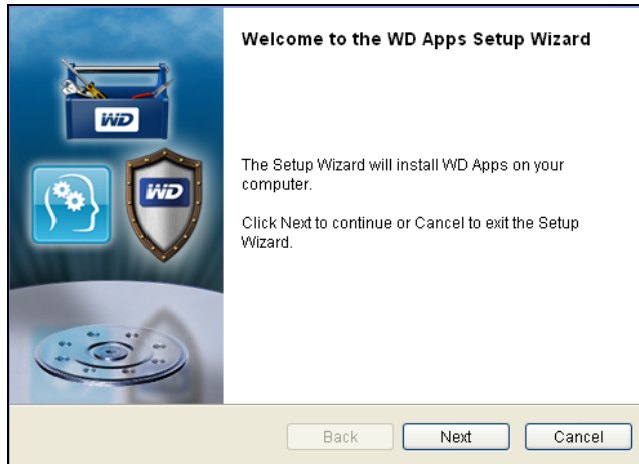 Welcome to the WD Apps Setup Wizard
WD
WD
The Setup Wizard will install WD Apps on your
computer.
Click Next to continue or Cancel to exit the Setup
Wizard.
Back
Next
Cancel